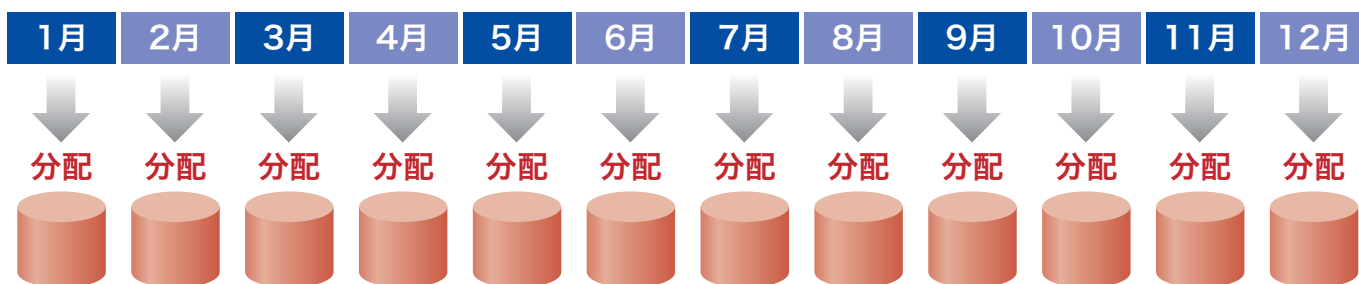 1月 2月 3月 4月 5月 6月 7月 8月 9月 10月 11月 12月
分配 分配 分配 分配 分配 分配 分配 分配 分配 分配 分配 分配